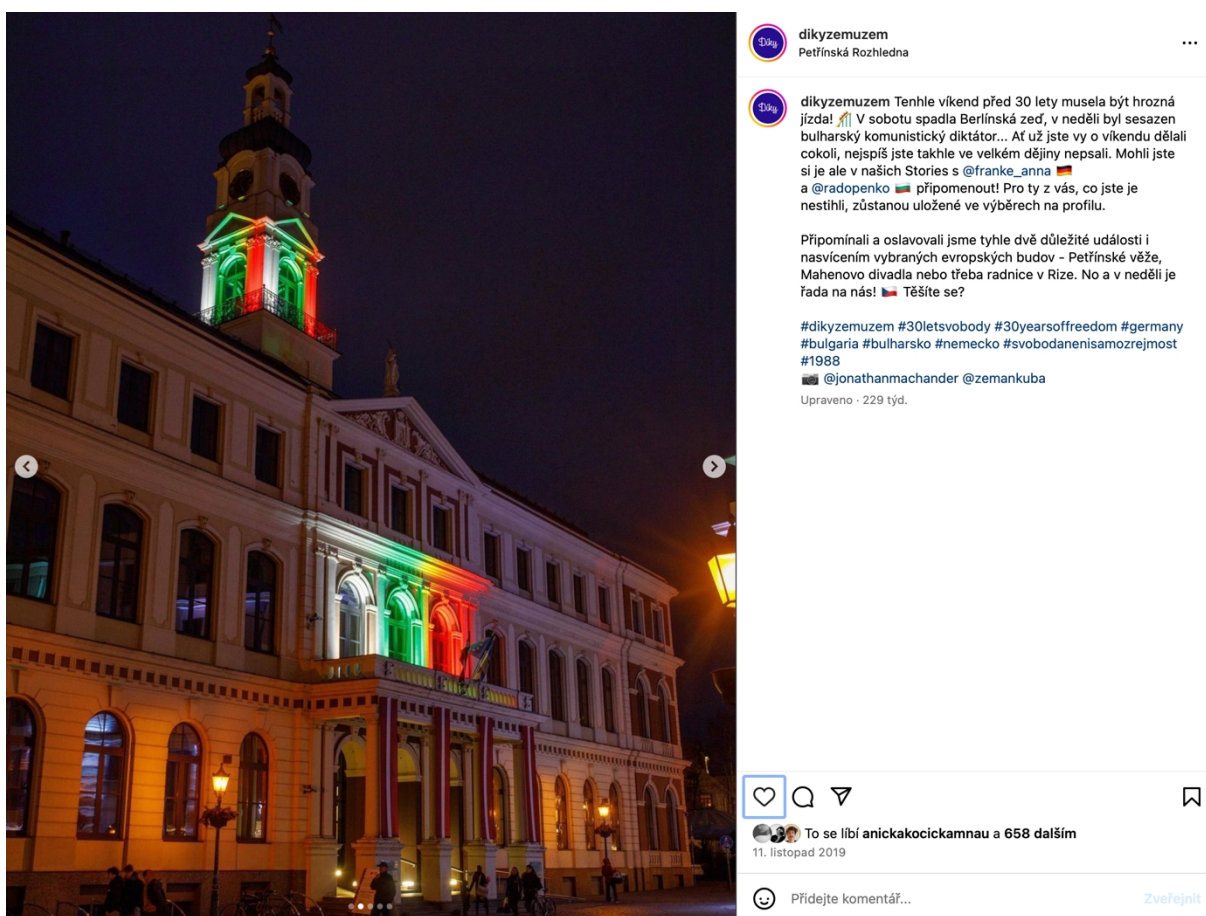 dikyzemuzem
Petřínská Rozhledna
Díky,
Díky,
dikyzemuzem Tenhle víkend před 30 lety musela být hrozná
jízda! 🎢 V sobotu spadla Berlínská zeď, v neděli byl sesazen
bulharský komunistický diktátor... Ať už jste vy o víkendu dělali
cokoli, nejspíš jste takhle ve velkém dějiny nepsali. Mohli jste
si je ale v našich Stories s @franke_anna 🇩🇪
a @radopenko 🇧🇬 připomenout! Pro ty z vás, co jste je
nestihli, zůstanou uložené ve výběrech na profilu.
Připomínali a oslavovali jsme tyhle dvě důležité události i
nasvícením vybraných evropských budov - Petřínské věže,
Mahenovo divadla nebo třeba radnice v Rize. No a v neděli je
řada na nás! 🇨🇿 Těšíte se?
#dikyzemuzem #30letsvobody #30yearsoffreedom #germany
#bulgaria #bulharsko #nemecko #svobodanenisamozrejmost
#1988
📷 @jonathanmachander @zemankuba
Upraveno · 229 týd.
To se líbí anickakocickamnau a 658 dalším
11. listopad 2019
Přidejte komentář...
Zveřejnit